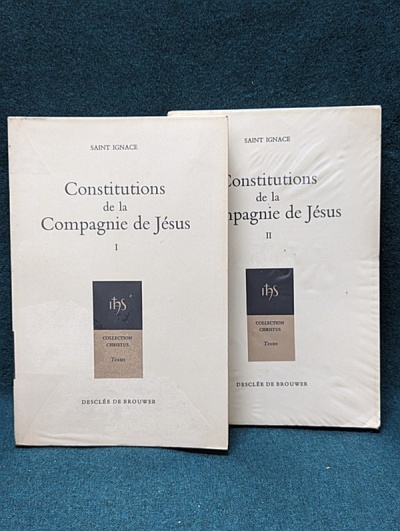 SAINT IGNACE
Constitutions
de la
Compagnie de Jésus
I
ihs
COLLECTION
CHRISTUS
Textes
DESCLÉE DE BROUWER
SAINT IGNACE
Constitutions
de la
mpagnie de Jésus
II
ihs
COLLECTION
CHRISTUS
Textes
DESCLÉE DE BROUWER